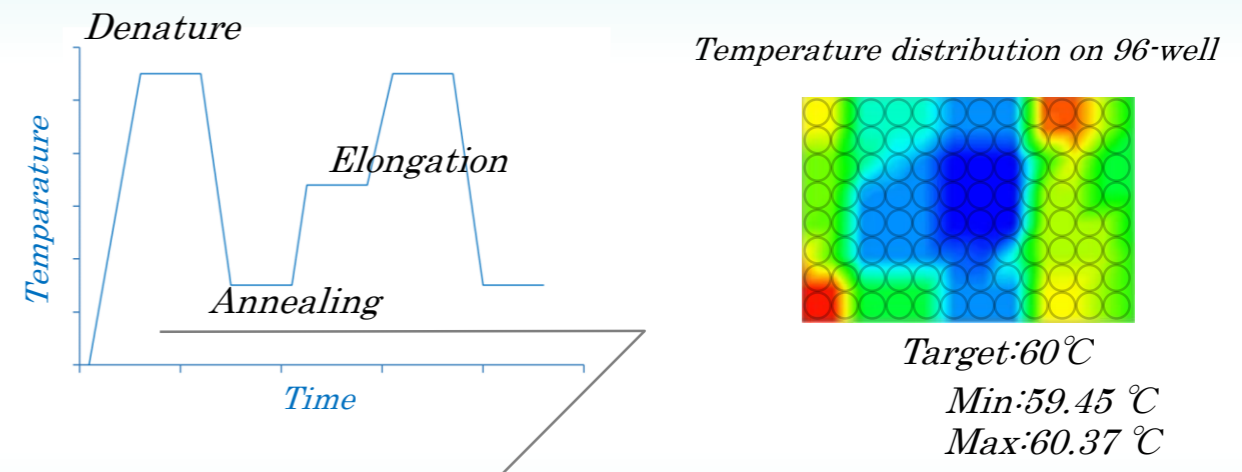 Denature
Elongation
Annealing
Temparature
Time
Temperature distribution on 96-well
Target:60℃
Min:59.45 ℃
Max:60.37 ℃